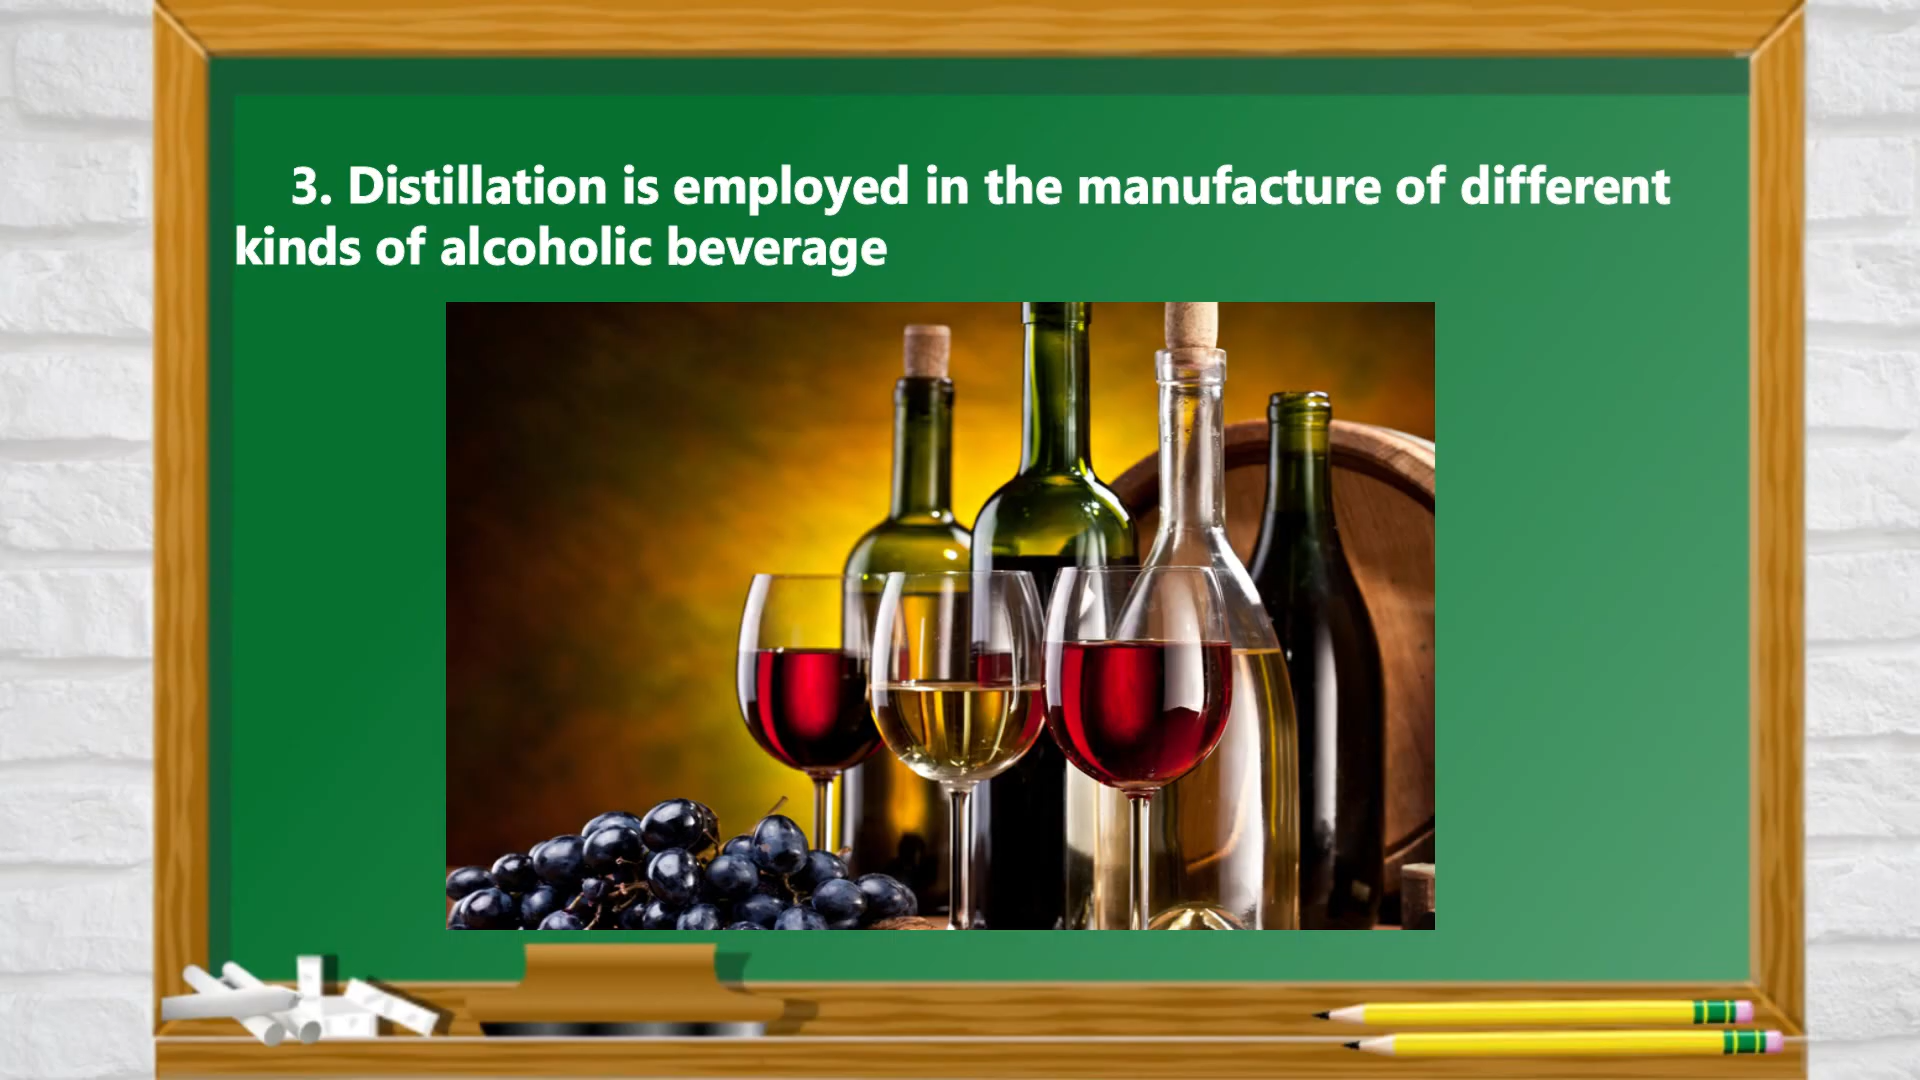 3. Distillation is employed in the manufacture of different
kinds of alcoholic beverage